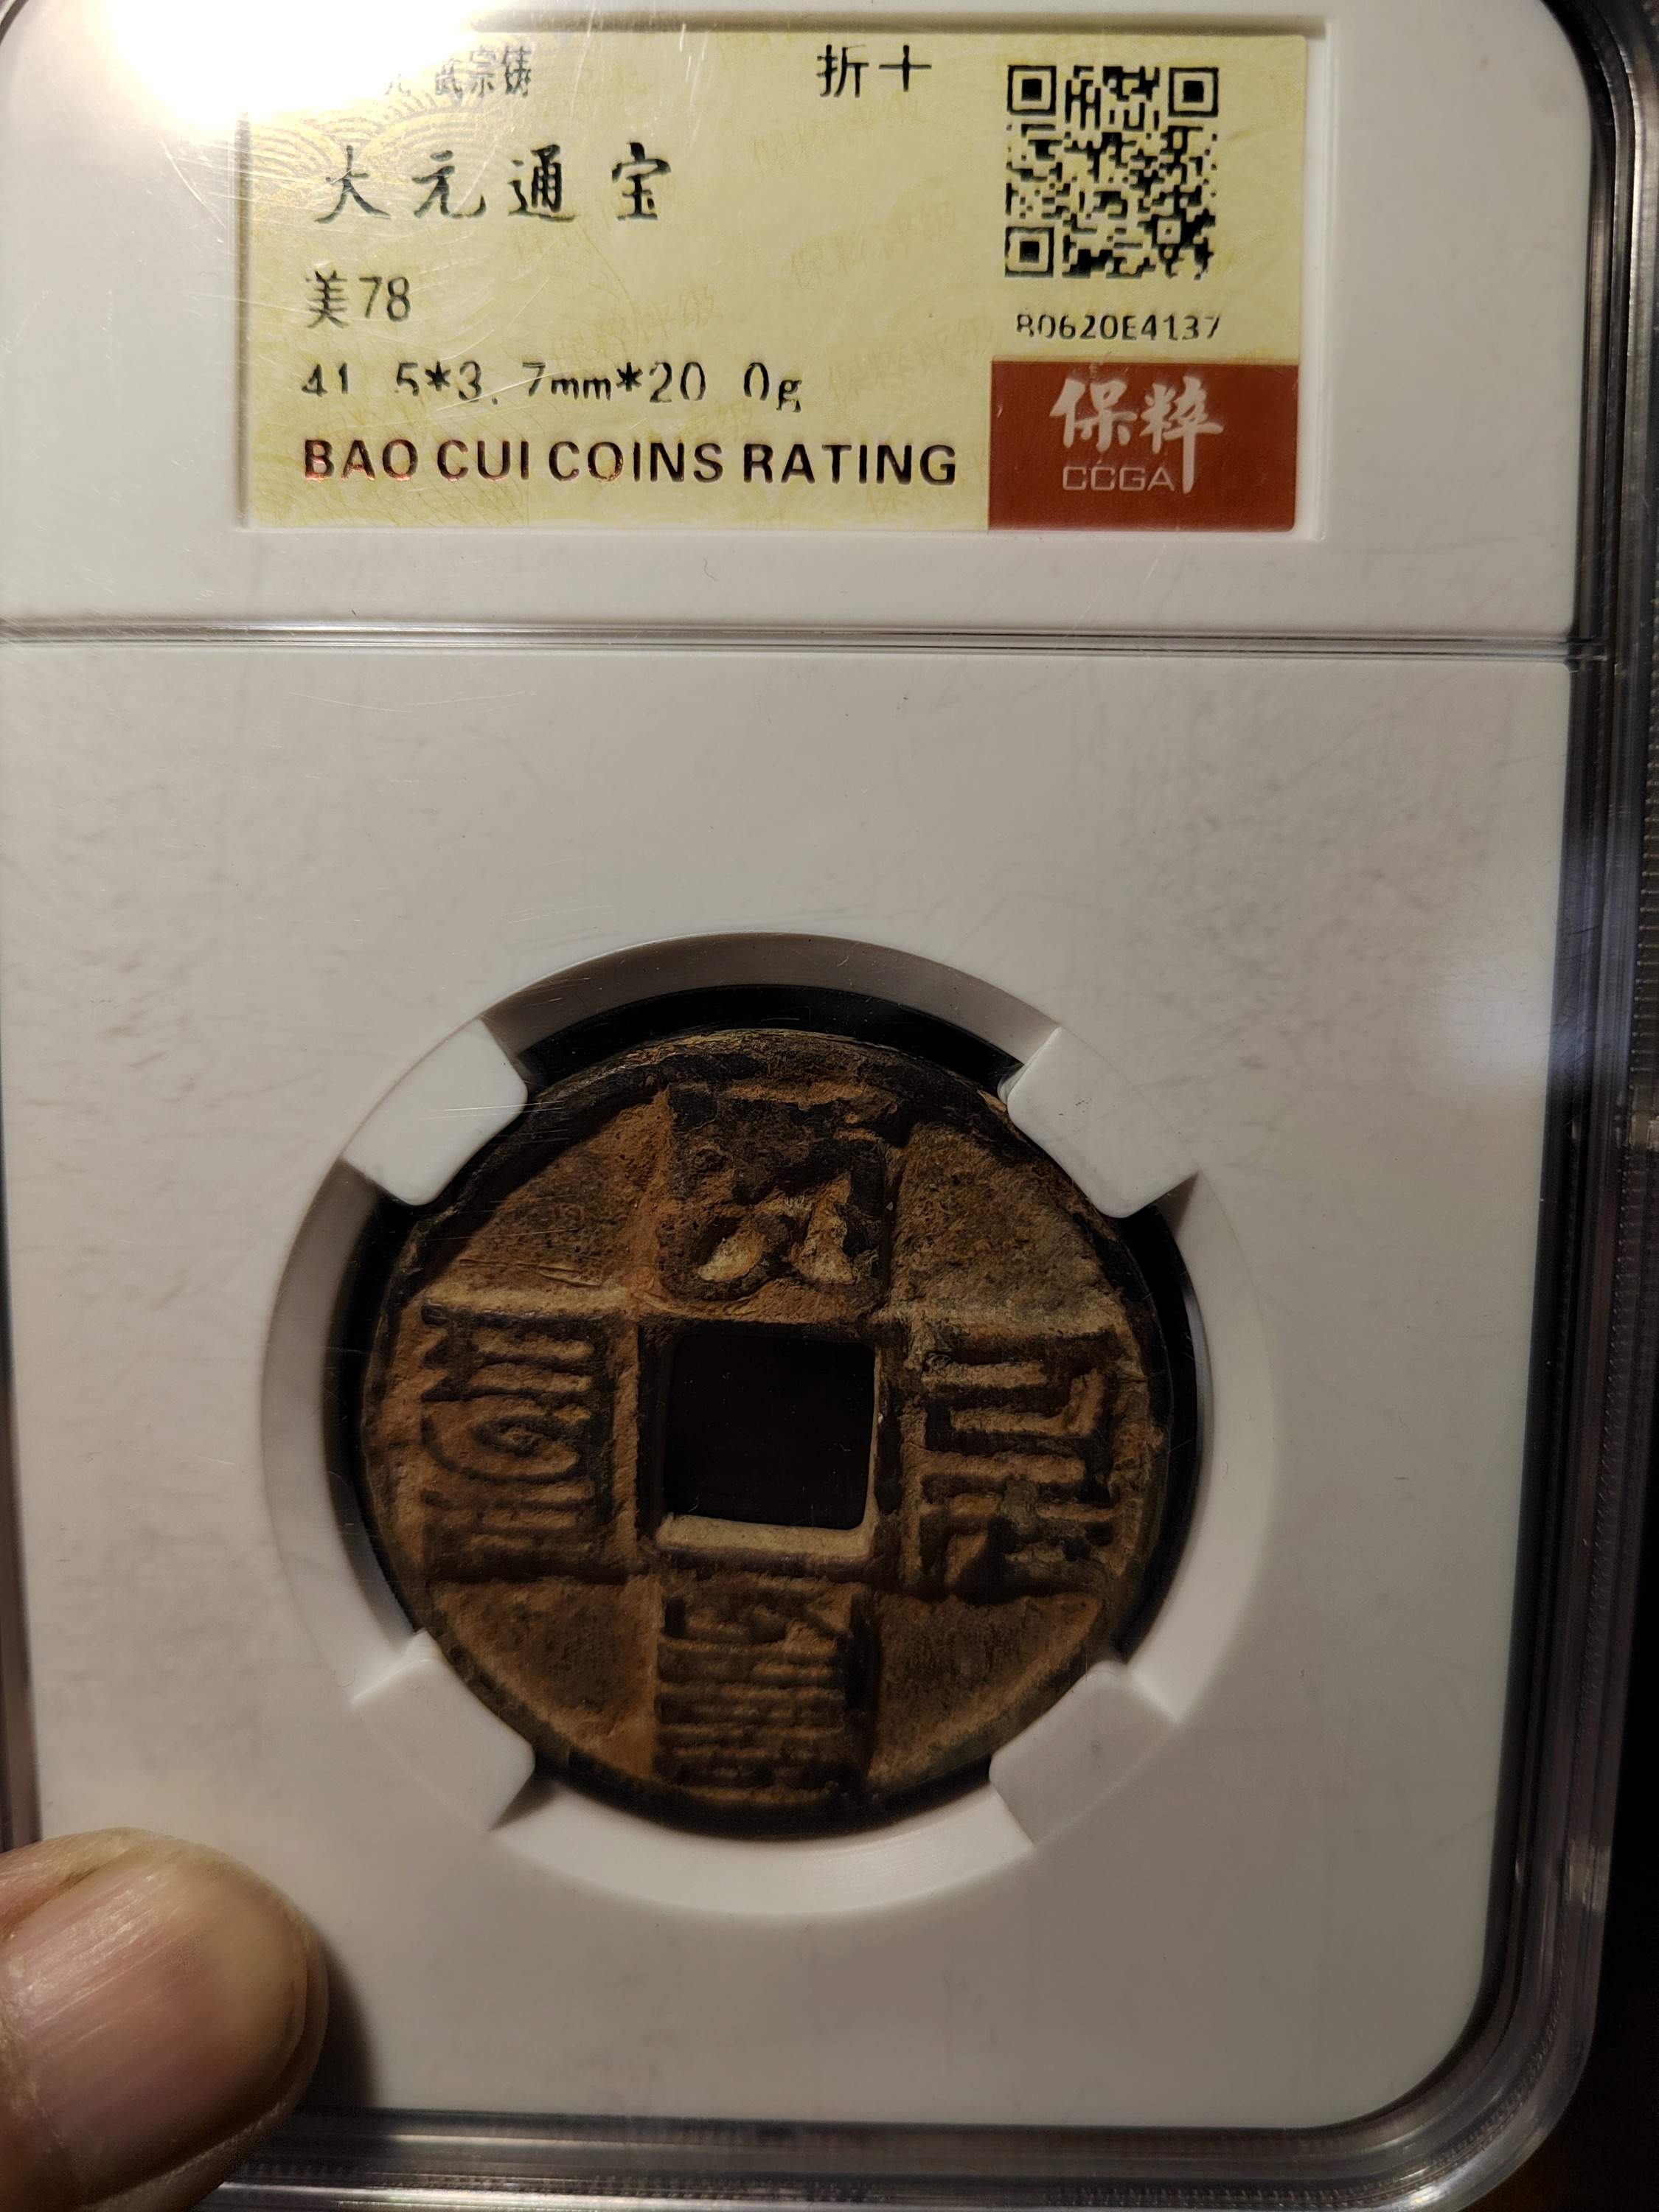 元 武宗铸 折十
大元通宝
美78
80620E4137
41.5*3.7mm*20.0g
BAO CUI COINS RATING
保粹
CCGA